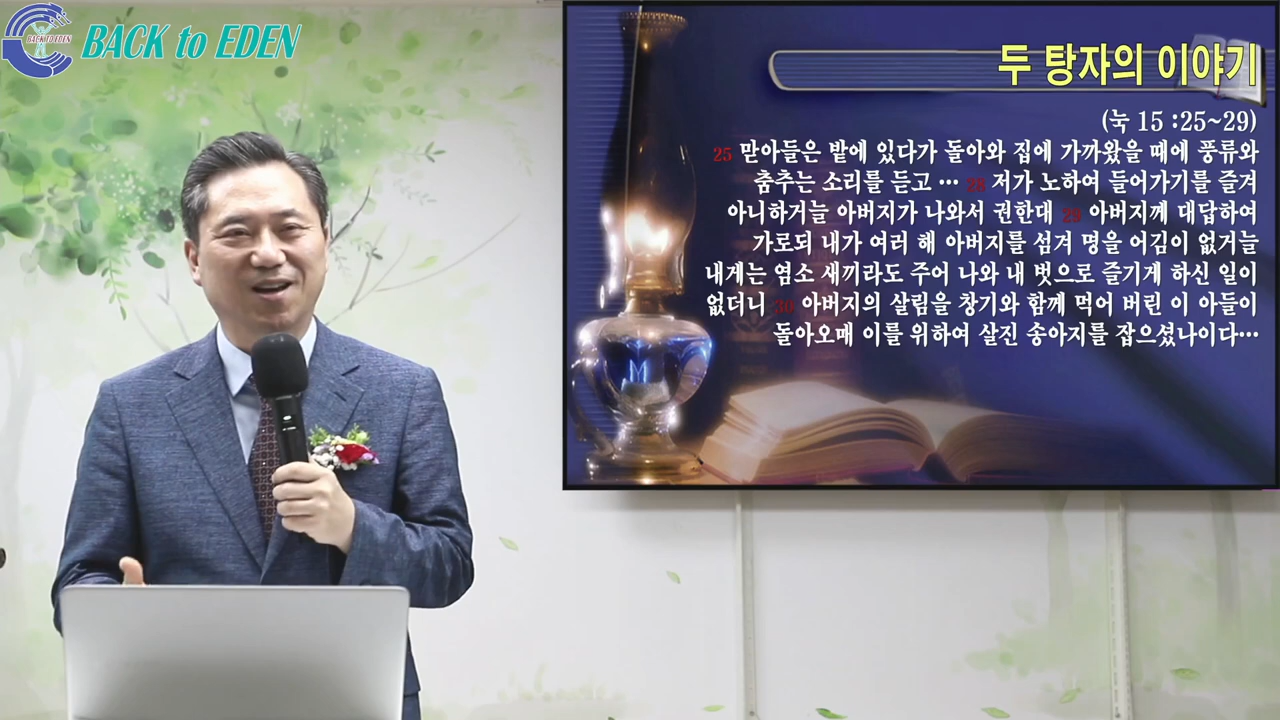 BACK to EDEN
BACK TO EDEN
두 탕자의 이야기
(눅 15 :25~29)
25 맏아들은 밭에 있다가 돌아와 집에 가까왔을 때에 풍류와
춤추는 소리를 듣고 … 28 저가 노하여 들어가기를 즐겨
아니하거늘 아버지가 나와서 권한대 29 아버지께 대답하여
가로되 내가 여러 해 아버지를 섬겨 명을 어김이 없거늘
내게는 염소 새끼라도 주어 나와 내 벗으로 즐기게 하신 일이
없더니 30 아버지의 살림을 창기와 함께 먹어 버린 이 아들이
돌아오매 이를 위하여 살진 송아지를 잡으셨나이다…